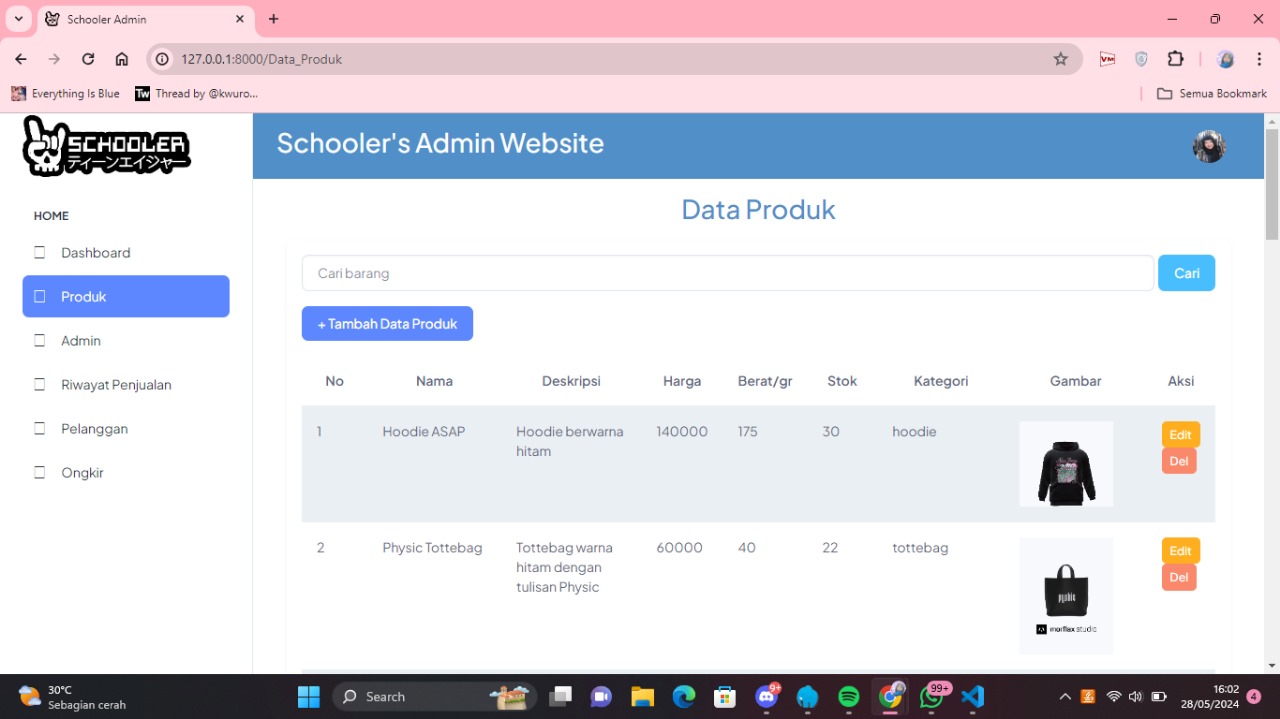 Schooler Admin
127.0.0.1:8000/Data_Produk
Everything Is Blue
Thread by @kwuro...
Semua Bookmark
SCHOOLER
ティーンエイジャー
Schooler's Admin Website
HOME
Dashboard
Produk
Admin
Riwayat Penjualan
Pelanggan
Ongkir
Data Produk
Cari barang
Cari
+ Tambah Data Produk
No Nama Deskripsi Harga Berat/gr Stok Kategori Gambar Aksi
1 Hoodie ASAP Hoodie berwarna 140000 175 30 hoodie Edit
hitam Del
2 Physic Tottebag Tottebag warna 60000 40 22 tottebag Edit
hitam dengan Del
tulisan Physic
morflax studio
30°C
Sebagian cerah
Search
9+
99+
16:02
28/05/2024
4